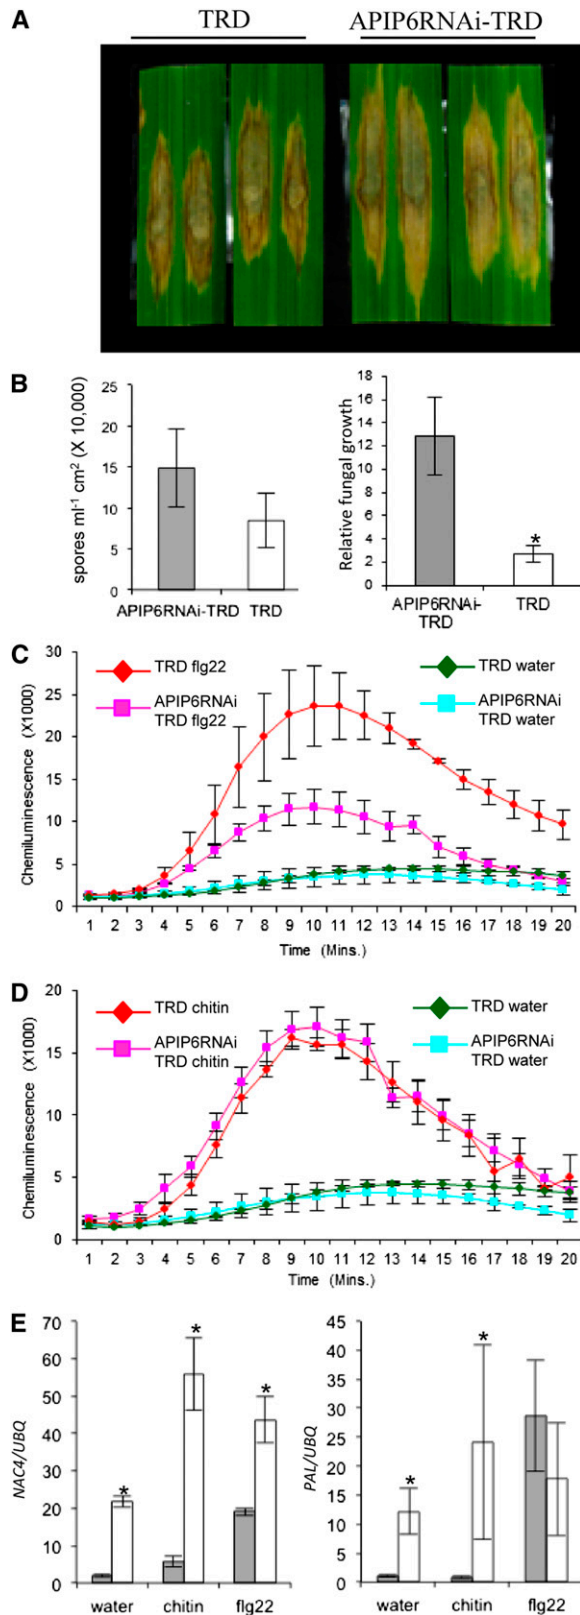 A
TRD
APIP6RNAi-TRD
B
spores ml-1 cm2 (X 10,000)
25
20
15
10
5
0
APIP6RNAi-TRD
TRD
Relative fungal growth
18
16
14
12
10
8
6
4
2
0
*
APIP6RNAi-
TRD
TRD
C
Chemiluminescence (X1000)
30
25
20
15
10
5
0
TRD flg22
APIP6RNAi
TRD flg22
TRD water
APIP6RNAi
TRD water
1 2 3 4 5 6 7 8 9 10 11 12 13 14 15 16 17 18 19 20
Time (Mins.)
D
Chemiluminescence (X1000)
20
15
10
5
0
TRD chitin
APIP6RNAi
TRD chitin
TRD water
APIP6RNAi
TRD water
1 2 3 4 5 6 7 8 9 10 11 12 13 14 15 16 17 18 19 20
Time (Mins.)
E
NAC4/UBQ
70
60
50
40
30
20
10
0
*
*
*
water chitin flg22
PAL/UBQ
45
40
35
30
25
20
15
10
5
0
*
*
water chitin flg22